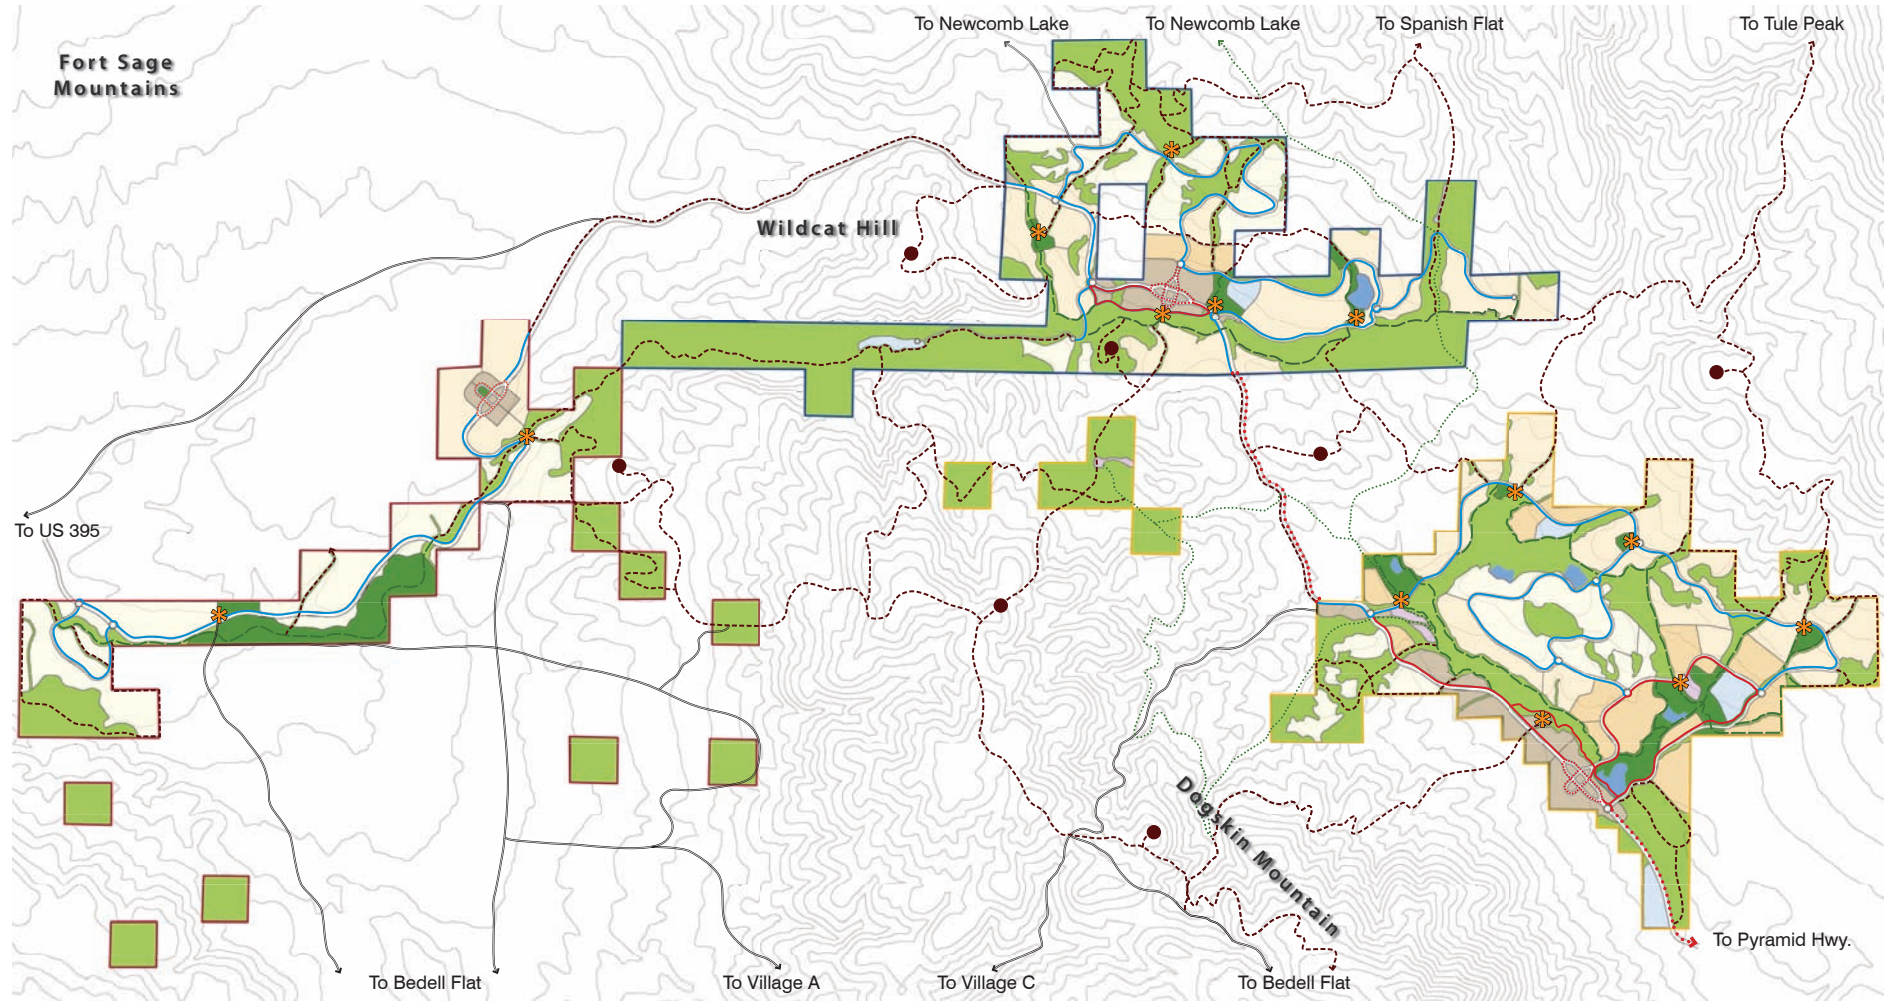 To Newcomb Lake
To Newcomb Lake
To Spanish Flat
To Tule Peak
Fort Sage
Mountains
Wildcat Hill
To US 395
Dogskin Mountain
To Pyramid Hwy.
To Bedell Flat
To Village A
To Village C
To Bedell Flat